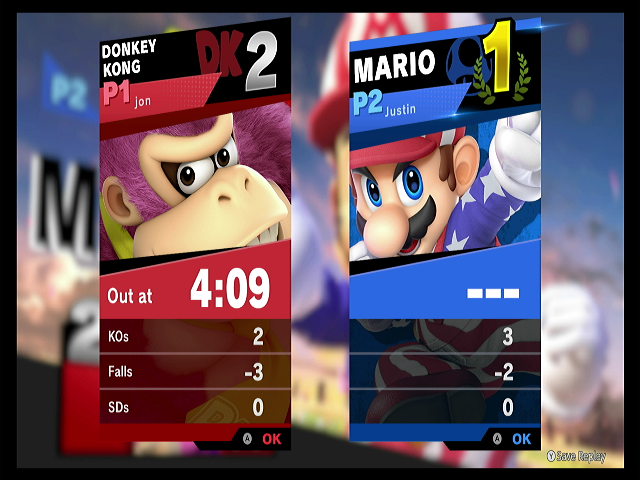 DONKEY
KONG
DK
2
P1 jon
Out at 4:09
KOs 2
Falls -3
SDs 0
A OK
MARIO
1
P2 Justin
---
3
-2
0
A OK
P2
M
Y Save Replay